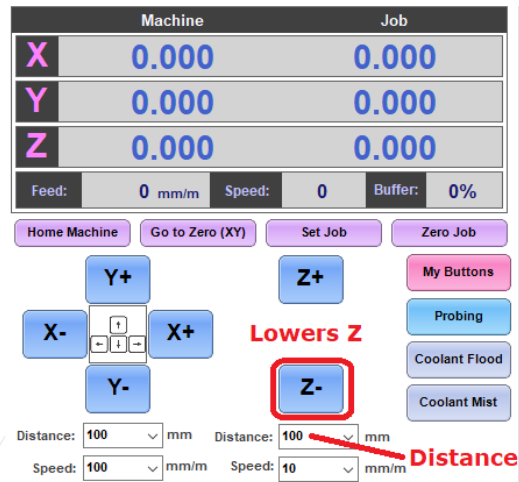 Machine Job
X 0.000 0.000
Y 0.000 0.000
Z 0.000 0.000
Feed: 0 mm/m Speed: 0 Buffer: 0%
Home Machine Go to Zero (XY) Set Job Zero Job
Y+ Z+ My Buttons
X- X+ Lowers Z Probing
Coolant Flood
Y- Z- Coolant Mist
Distance: 100 mm Distance: 100 mm
Distance
Speed: 100 mm/m Speed: 10 mm/m